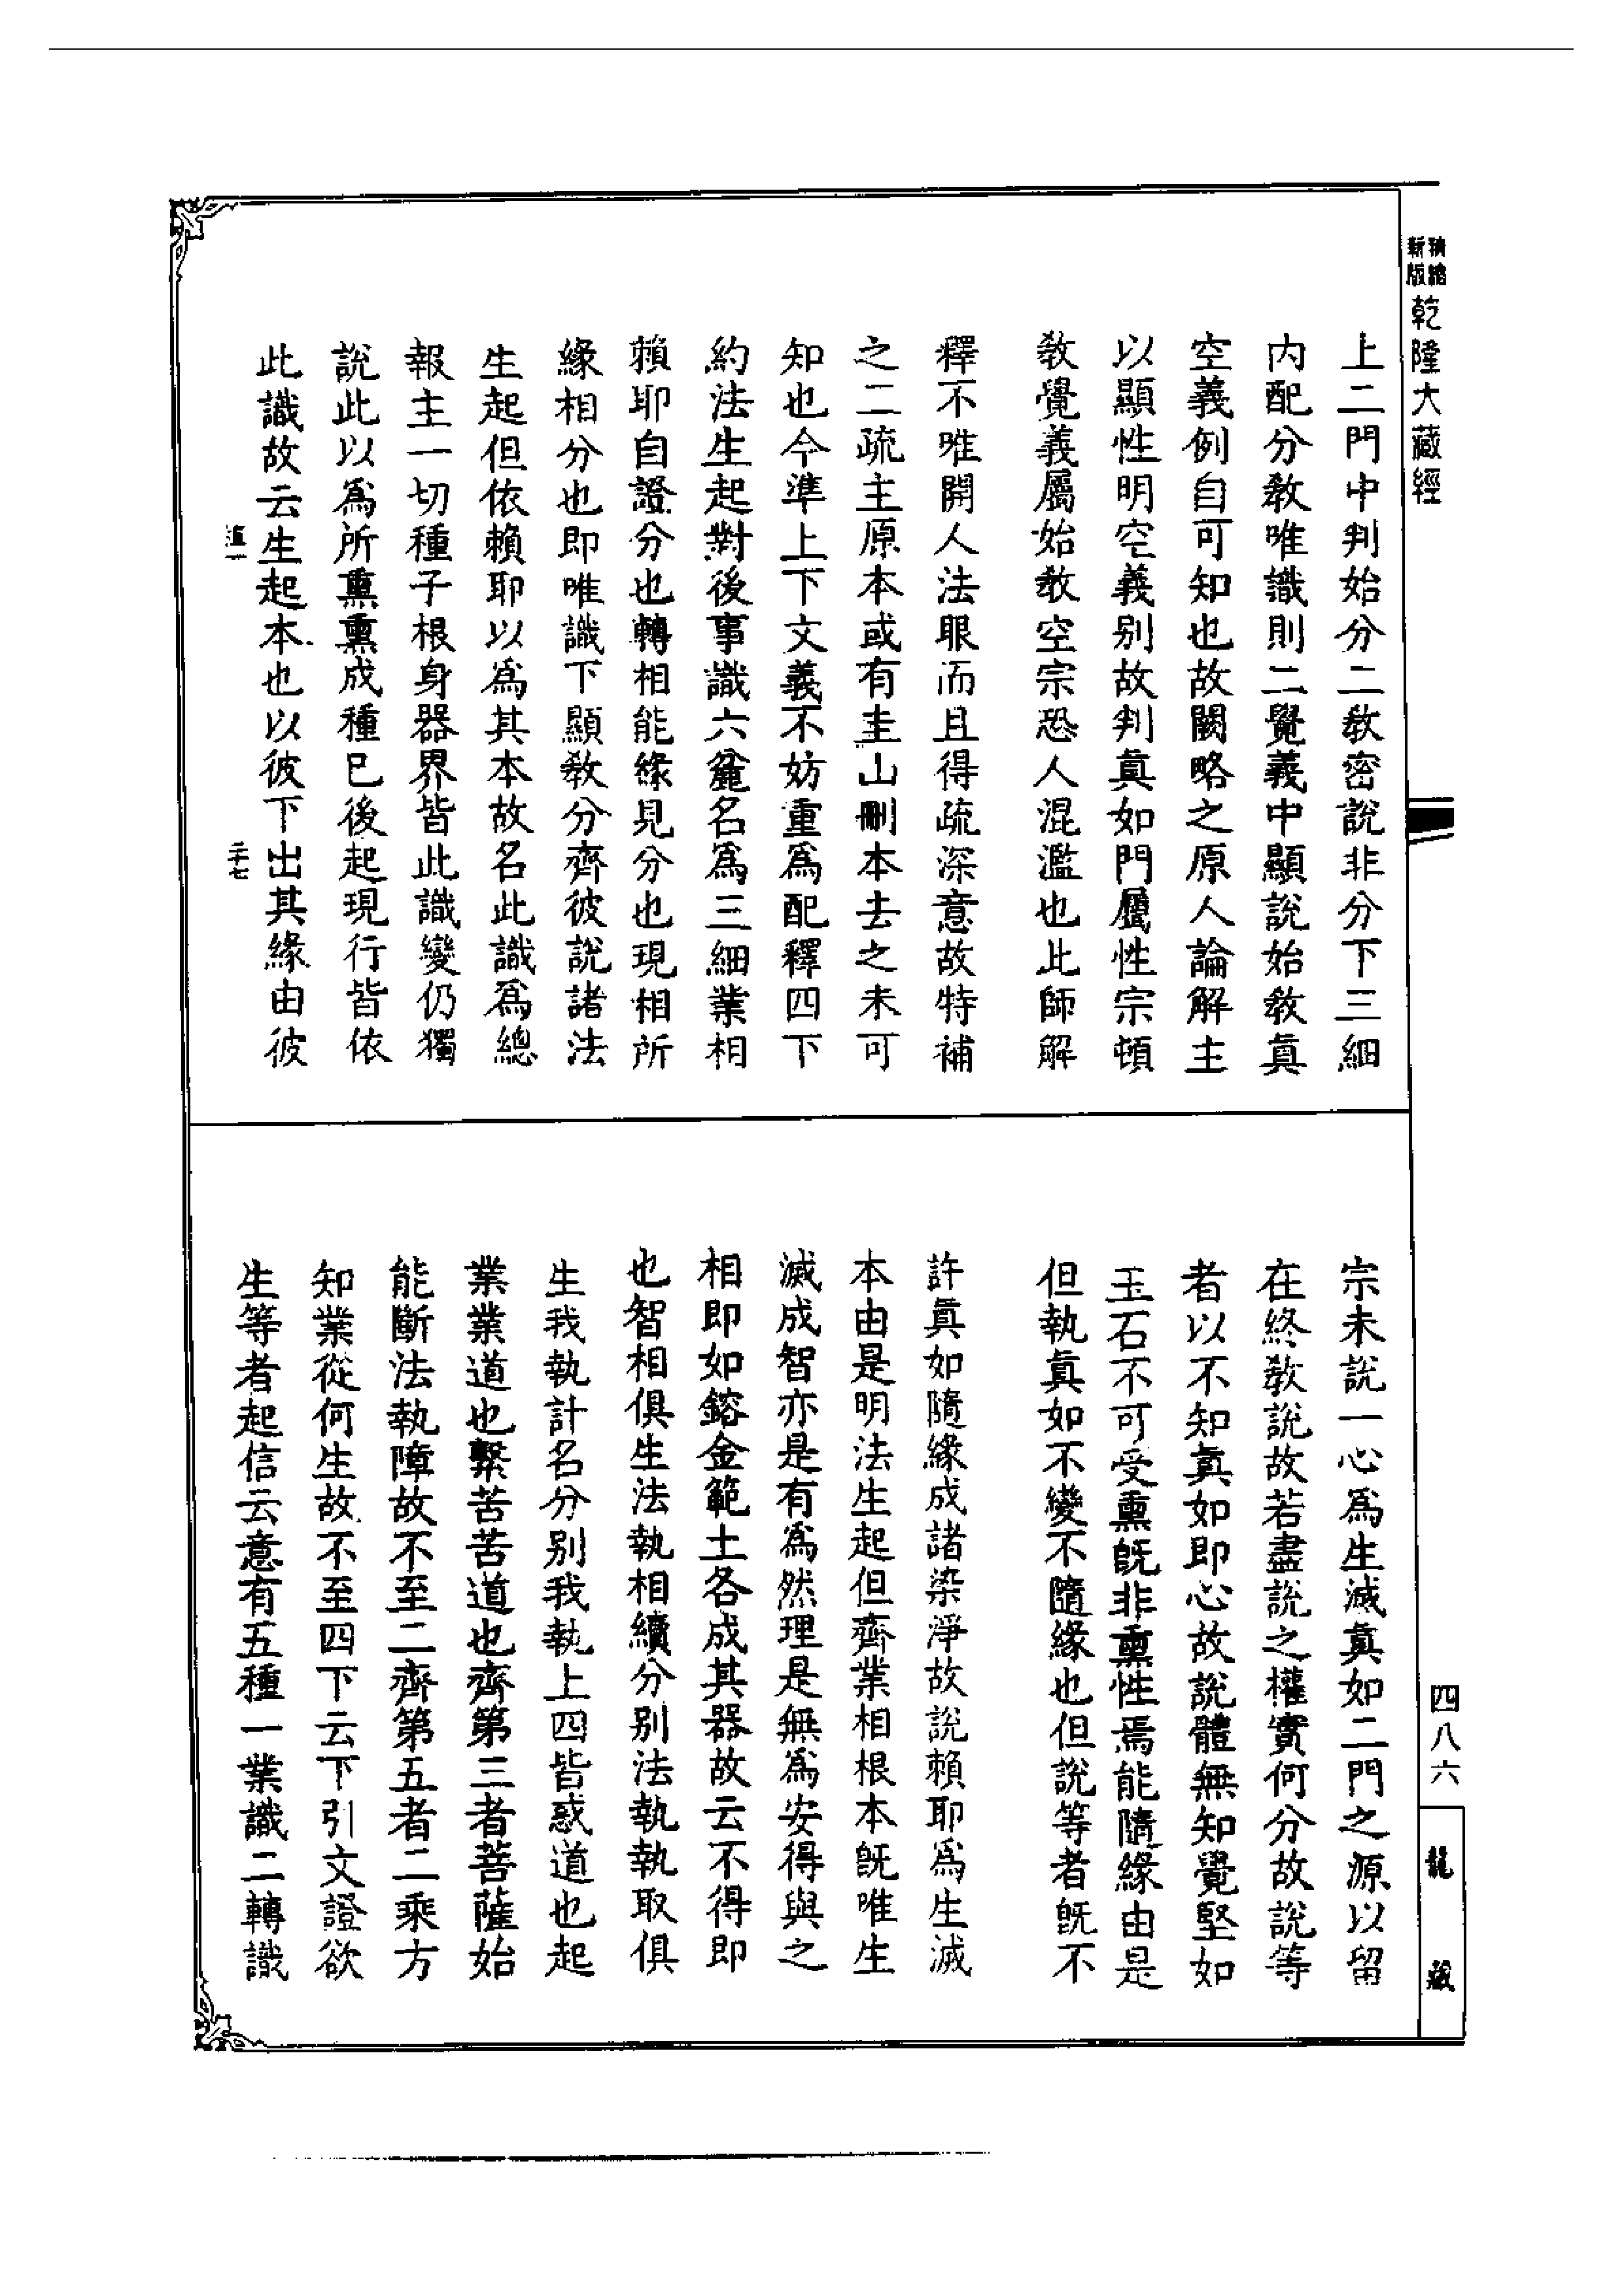 精繕
新版
乾隆大藏經
上二門中判始分二教密說非分下三細
內配分教唯識則二覺義中顯說始教真
空義例自可知也故闕略之原人論解主
以顯性明空義別故判真如門屬性宗頓
教覺義屬始教空宗恐人混濫也此師解
釋不唯開人法眼而且得疏深意故特補
之二疏主原本或有圭山刪本去之未可
知也今準上下文義不妨重為配釋四下
約法生起對後事識六麤名為三細業相
賴耶自證分也轉相能緣見分也現相所
緣相分也即唯識下顯教分齊彼說諸法
生起但依賴耶以為其本故名此識為總
報主一切種子根身器界皆此識變仍獨
說此以為所熏熏成種已後起現行皆依
此識故云生起本也以彼下出其緣由彼
二十七
宗未說一心為生滅真如二門之源以留
在終教說故若盡說之權實何分故說等
者以不知真如即心故說體無知覺堅如
玉石不可受熏既非熏性焉能隨緣由是
但執真如不變不隨緣也但說等者既不
許真如隨緣成諸染淨故說賴耶為生滅
本由是明法生起但齊業相根本既唯生
滅成智亦是有為然理是無為安得與之
相即如鎔金範土各成其器故云不得即
也智相俱生法執相續分別法執執取俱
生我執計名分別我執上四皆惑道也起
業業道也繫苦苦道也齊第三者菩薩始
能斷法執障故不至二齊第五者二乘方
知業從何生故不至四下云下引文證欲
生等者起信云意有五種一業識二轉識
四八六
龍藏